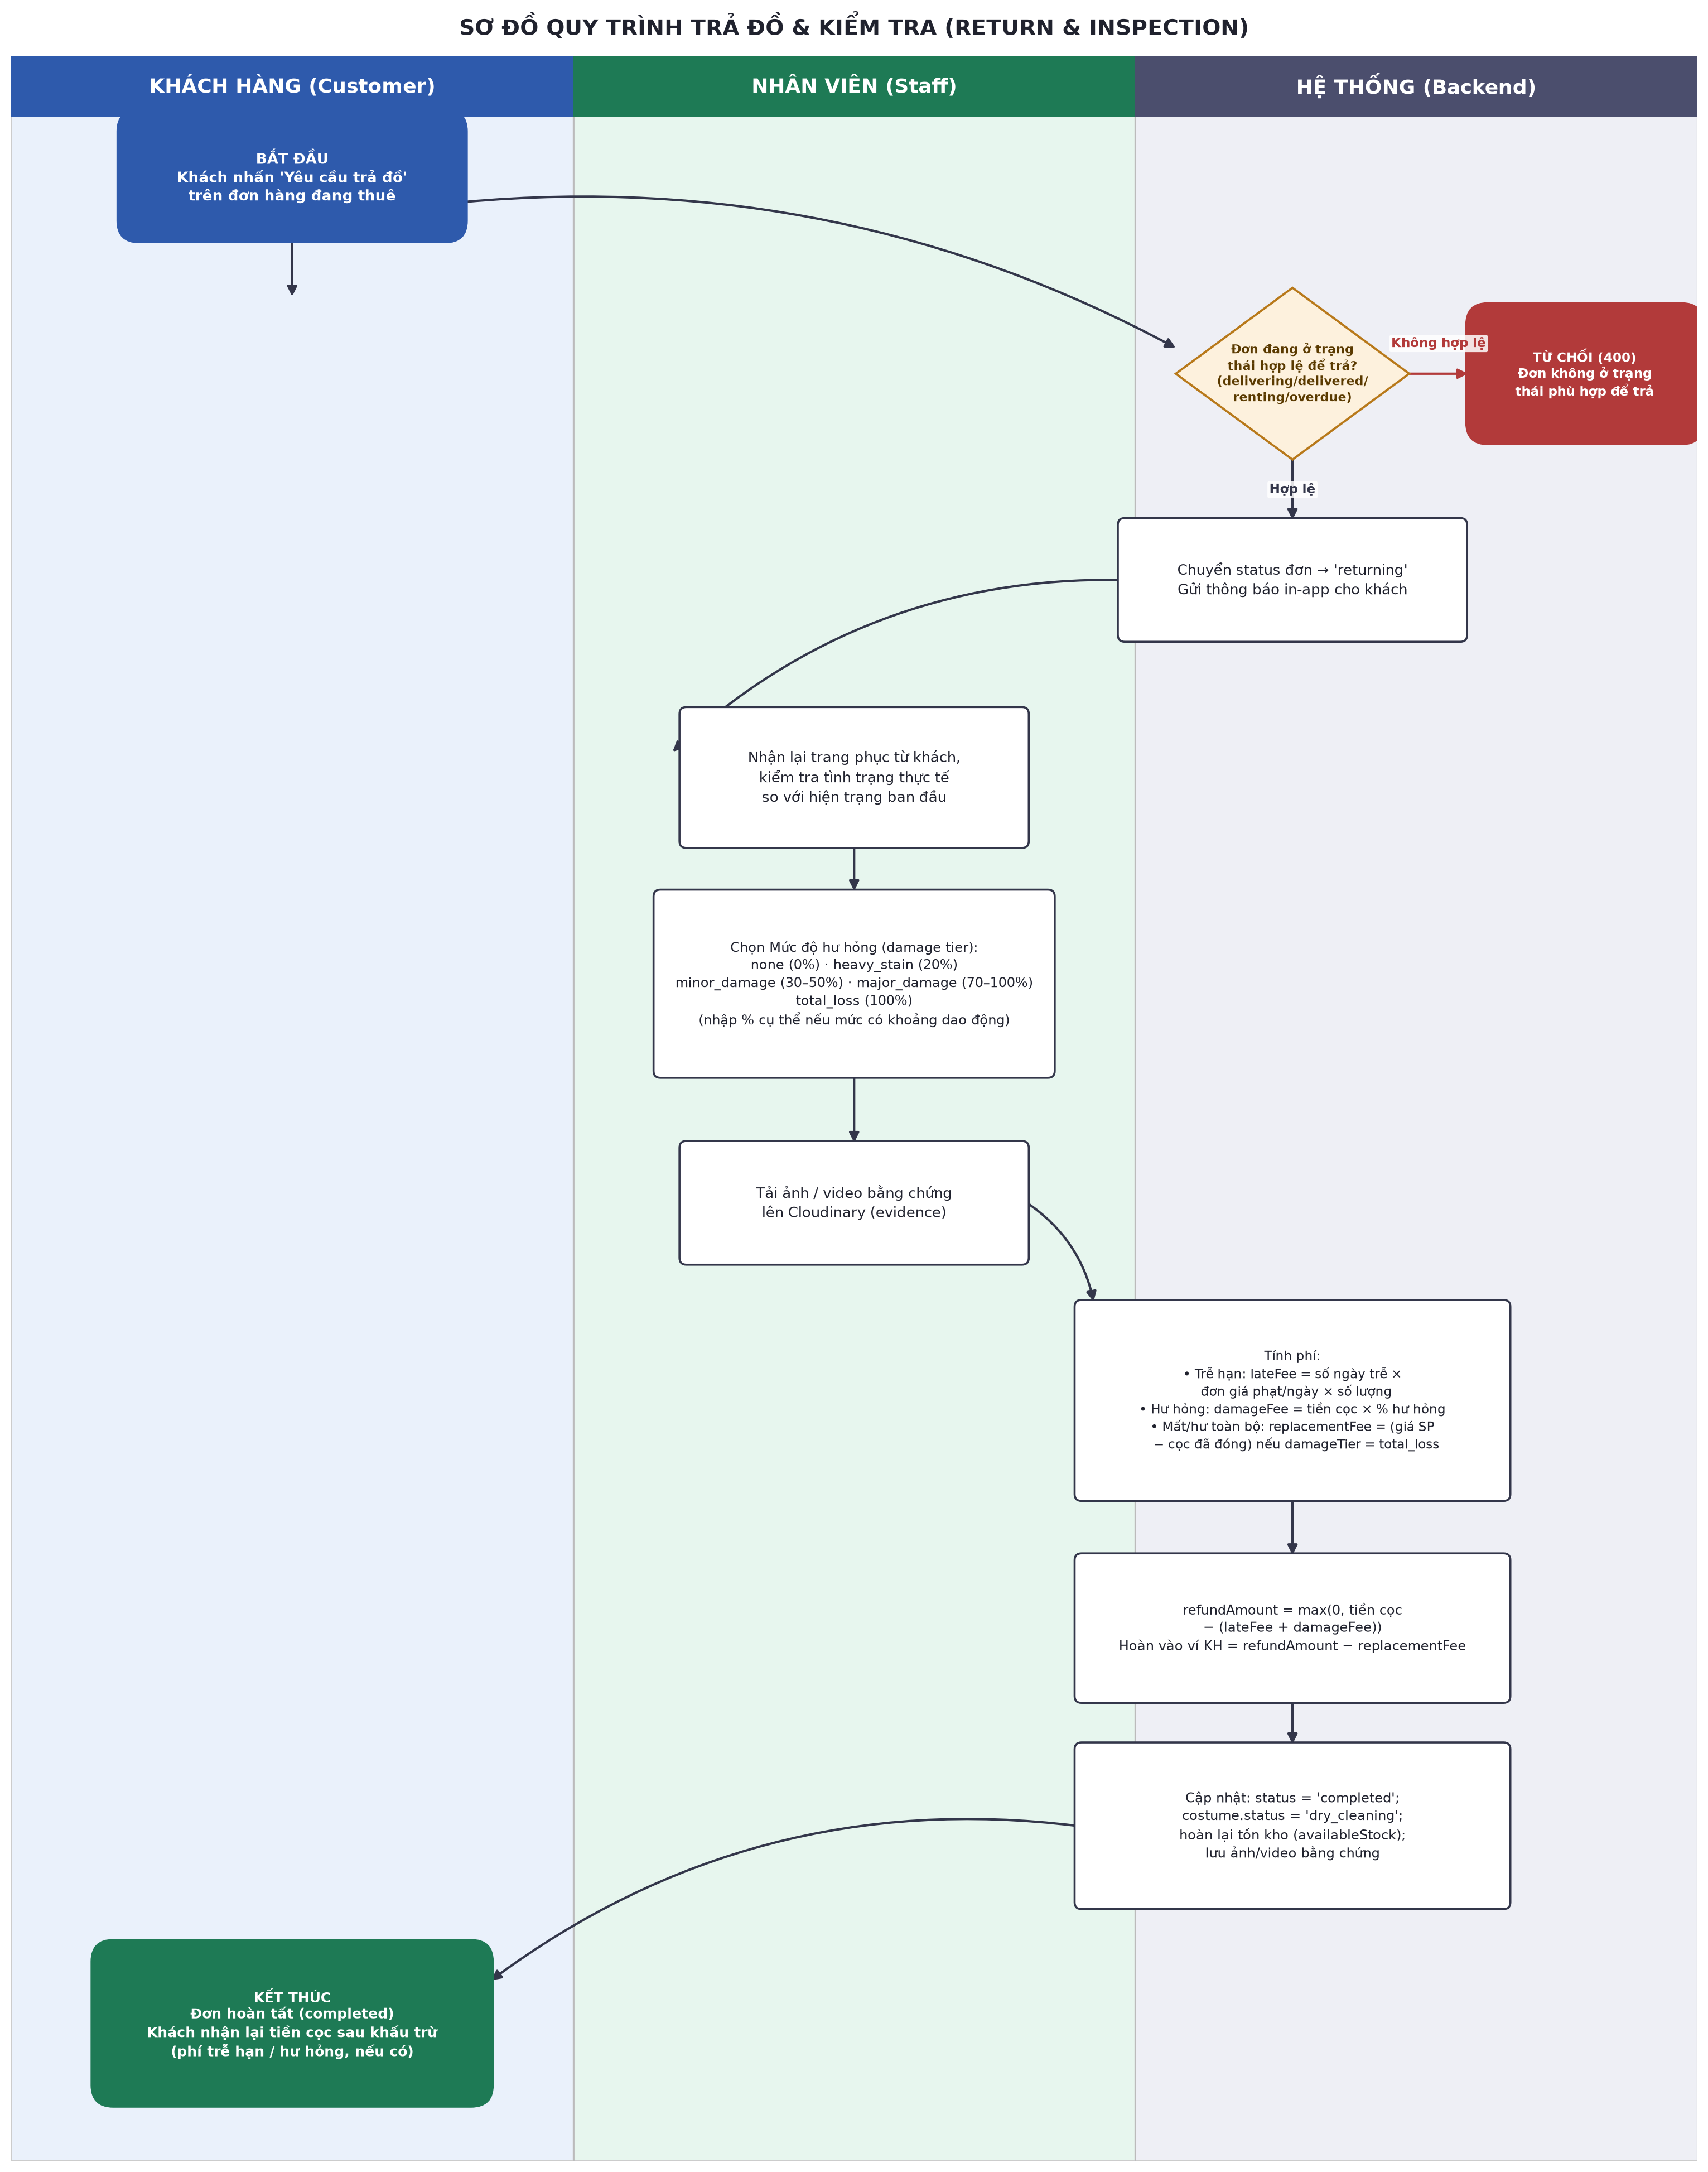 SƠ ĐỒ QUY TRÌNH TRẢ ĐỒ & KIỂM TRA (RETURN & INSPECTION)
KHÁCH HÀNG (Customer)
NHÂN VIÊN (Staff)
HỆ THỐNG (Backend)
BẮT ĐẦU
Khách nhấn 'Yêu cầu trả đồ'
trên đơn hàng đang thuê
Đơn đang ở trạng
thái hợp lệ để trả?
(delivering/delivered/
renting/overdue)
Không hợp lệ
TỪ CHỐI (400)
Đơn không ở trạng
thái phù hợp để trả
Hợp lệ
Chuyển status đơn → 'returning'
Gửi thông báo in-app cho khách
Nhận lại trang phục từ khách,
kiểm tra tình trạng thực tế
so với hiện trạng ban đầu
Chọn Mức độ hư hỏng (damage tier):
none (0%) · heavy_stain (20%)
minor_damage (30–50%) · major_damage (70–100%)
total_loss (100%)
(nhập % cụ thể nếu mức có khoảng dao động)
Tải ảnh / video bằng chứng
lên Cloudinary (evidence)
Tính phí:
• Trễ hạn: lateFee = số ngày trễ ×
đơn giá phạt/ngày × số lượng
• Hư hỏng: damageFee = tiền cọc × % hư hỏng
• Mất/hư toàn bộ: replacementFee = (giá SP
− cọc đã đóng) nếu damageTier = total_loss
refundAmount = max(0, tiền cọc
− (lateFee + damageFee))
Hoàn vào ví KH = refundAmount − replacementFee
Cập nhật: status = 'completed';
costume.status = 'dry_cleaning';
hoàn lại tồn kho (availableStock);
lưu ảnh/video bằng chứng
KẾT THÚC
Đơn hoàn tất (completed)
Khách nhận lại tiền cọc sau khấu trừ
(phí trễ hạn / hư hỏng, nếu có)